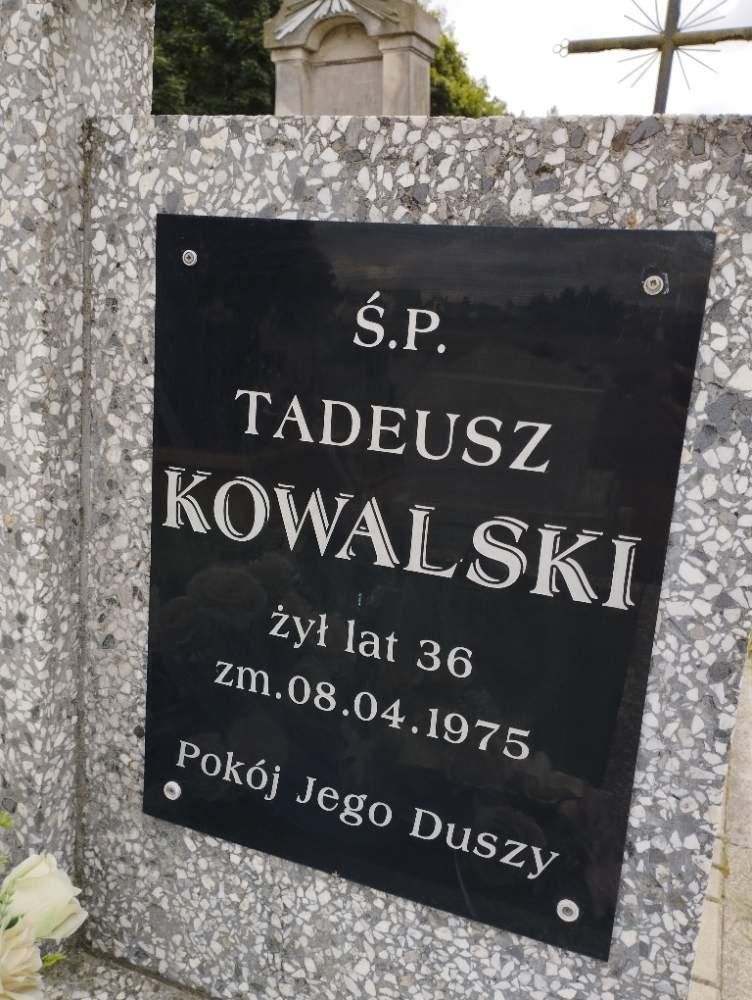 Ś.P.
TADEUSZ
KOWALSKI
żył lat 36
zm.08.04.1975
Pokój Jego Duszy